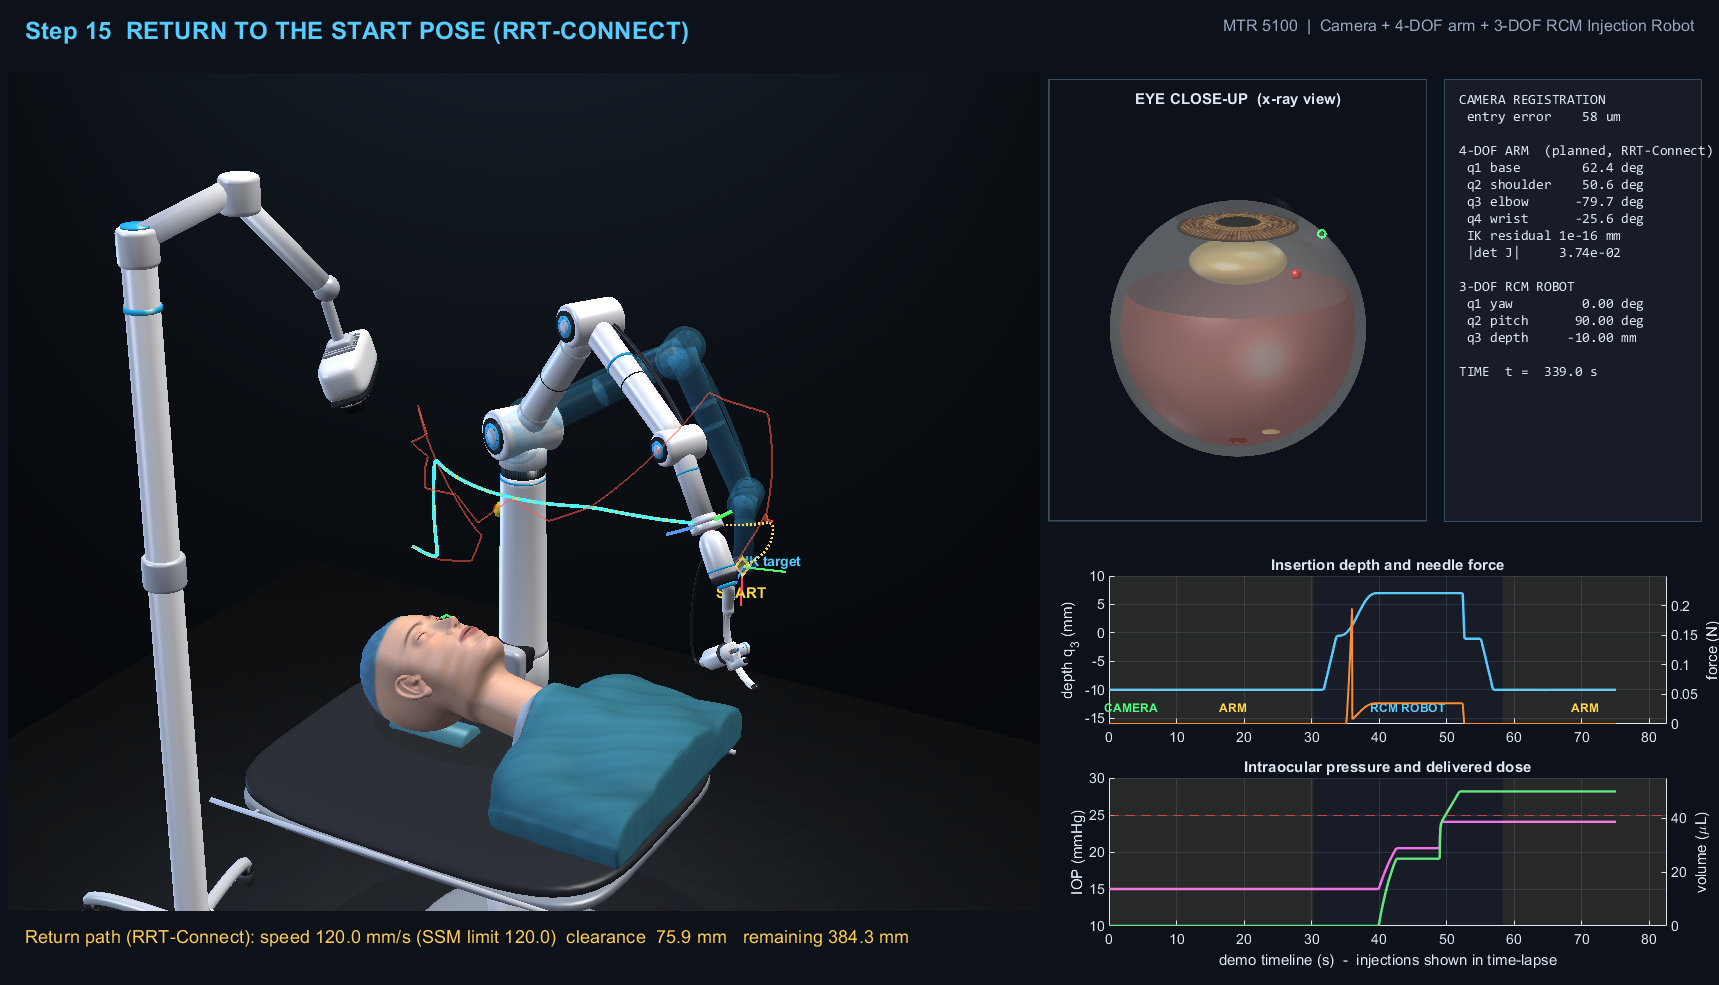 Step 15  RETURN TO THE START POSE (RRT-CONNECT)
MTR 5100  |  Camera + 4-DOF arm + 3-DOF RCM Injection Robot
EYE CLOSE-UP  (x-ray view)
CAMERA REGISTRATION
entry error    58 um
4-DOF ARM  (planned, RRT-Connect)
q1 base        62.4 deg
q2 shoulder    50.6 deg
q3 elbow      -79.7 deg
q4 wrist      -25.6 deg
IK residual 1e-16 mm
|det J|     3.74e-02
3-DOF RCM ROBOT
q1 yaw          0.00 deg
q2 pitch       90.00 deg
q3 depth     -10.00 mm
TIME  t =  339.0 s
IK target
START
Insertion depth and needle force
10
5
0
-5
-10
-15
depth q3 (mm)
0.2
0.15
0.1
0.05
0
force (N)
CAMERA
ARM
RCM ROBOT
ARM
0 10 20 30 40 50 60 70 80
Intraocular pressure and delivered dose
30
25
20
15
10
IOP (mmHg)
40
20
0
volume (μL)
0 10 20 30 40 50 60 70 80
demo timeline (s)  -  injections shown in time-lapse
Return path (RRT-Connect): speed 120.0 mm/s (SSM limit 120.0)  clearance  75.9 mm   remaining 384.3 mm